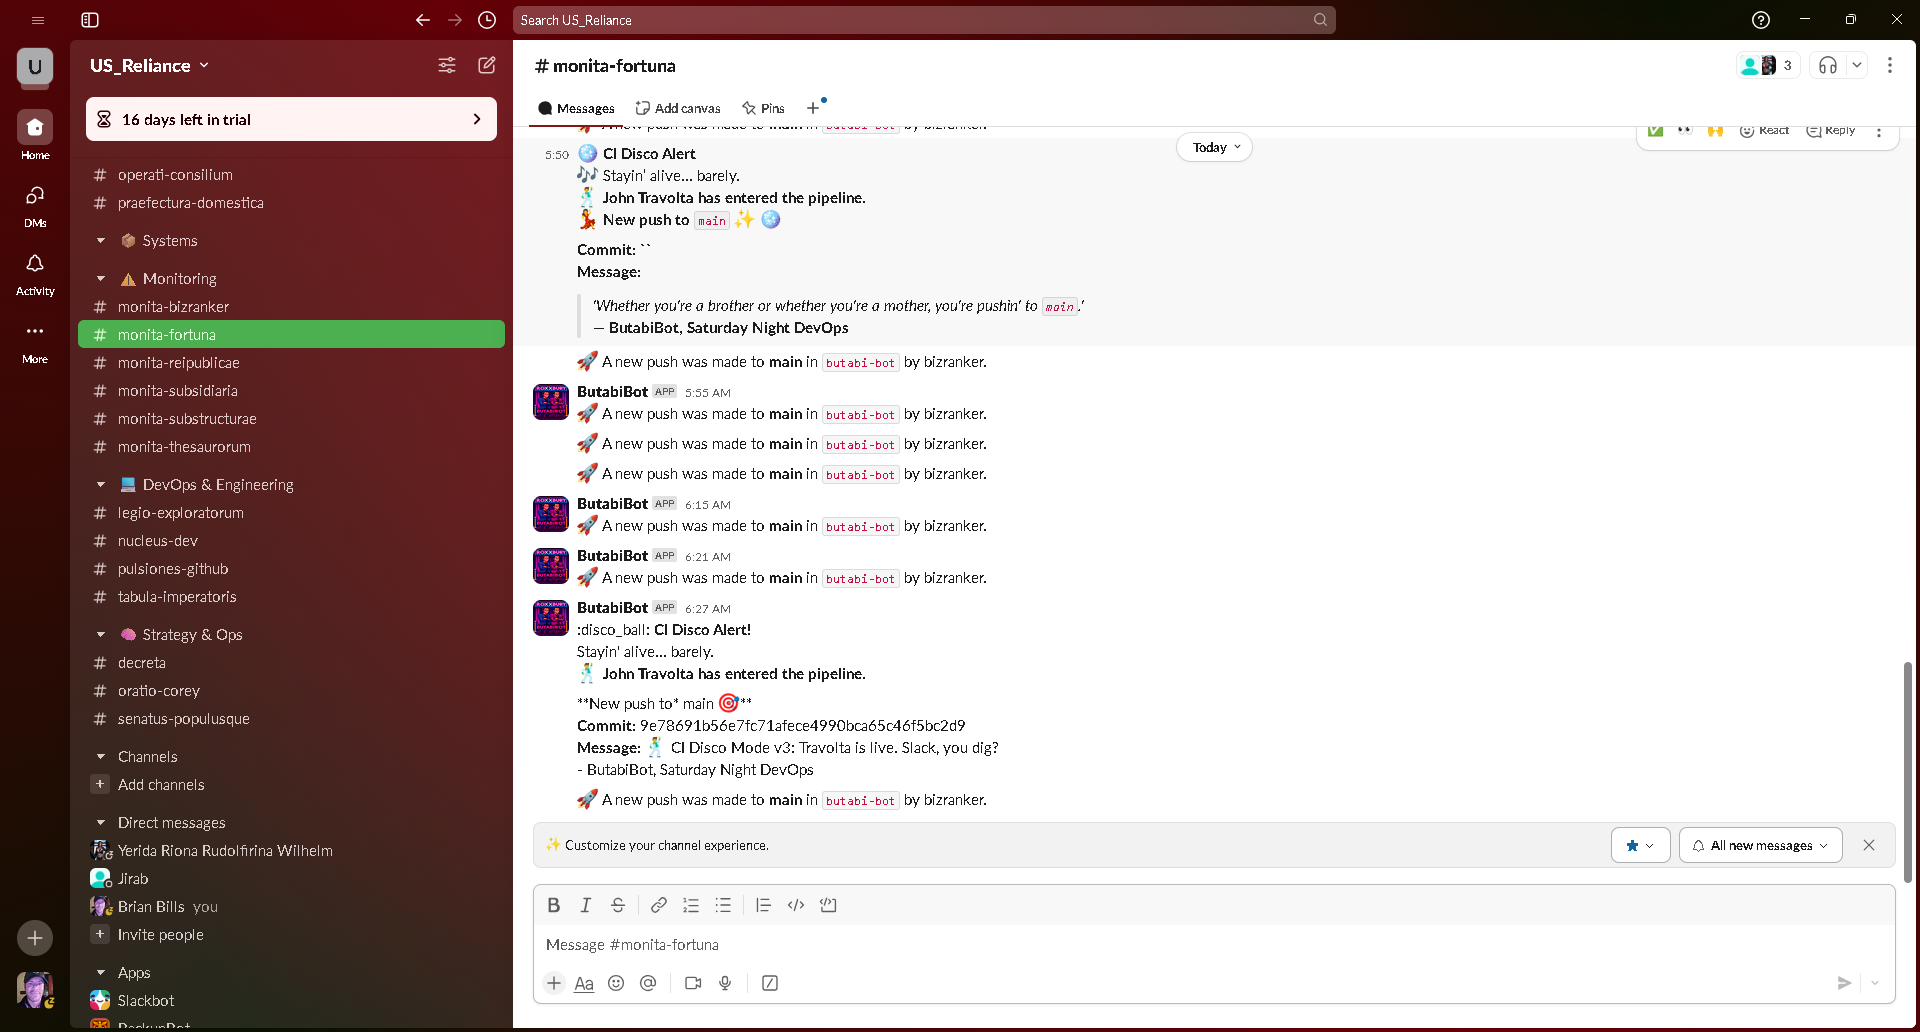 Search US_Reliance
U
Home
DMs
Activity
More
US_Reliance
16 days left in trial
# operati-consilium
# praefectura-domestica
Systems
Monitoring
# monita-bizranker
# monita-fortuna
# monita-reipublicae
# monita-subsidiaria
# monita-substructurae
# monita-thesaurorum
DevOps & Engineering
# legio-exploratorum
# nucleus-dev
# pulsiones-github
# tabula-imperatoris
Strategy & Ops
# decreta
# oratio-corey
# senatus-populusque
Channels
+ Add channels
Direct messages
Yerida Riona Rudolfirina Wilhelm
Jirab
Brian Bills you
+ Invite people
Apps
Slackbot
BackupBot
# monita-fortuna
3
Messages Add canvas Pins +
A new push was made to main in butabi-bot by bizranker.
React Reply
Today
5:50 CI Disco Alert
🎶 Stayin' alive... barely.
🕺 John Travolta has entered the pipeline.
💃 New push to main ✨
Commit: ``
Message:
'Whether you're a brother or whether you're a mother, you're pushin' to main.'
— ButabiBot, Saturday Night DevOps
🚀 A new push was made to main in butabi-bot by bizranker.
ButabiBot APP 5:55 AM
🚀 A new push was made to main in butabi-bot by bizranker.
🚀 A new push was made to main in butabi-bot by bizranker.
🚀 A new push was made to main in butabi-bot by bizranker.
ButabiBot APP 6:15 AM
🚀 A new push was made to main in butabi-bot by bizranker.
ButabiBot APP 6:21 AM
🚀 A new push was made to main in butabi-bot by bizranker.
ButabiBot APP 6:27 AM
:disco_ball: CI Disco Alert!
Stayin' alive... barely.
🕺 John Travolta has entered the pipeline.
**New push to* main 🎯**
Commit: 9e78691b56e7fc71afece4990bca65c46f5bc2d9
Message: 🕺 CI Disco Mode v3: Travolta is live. Slack, you dig?
- ButabiBot, Saturday Night DevOps
🚀 A new push was made to main in butabi-bot by bizranker.
✨ Customize your channel experience.
All new messages
B I S
Message #monita-fortuna
+ Aa @